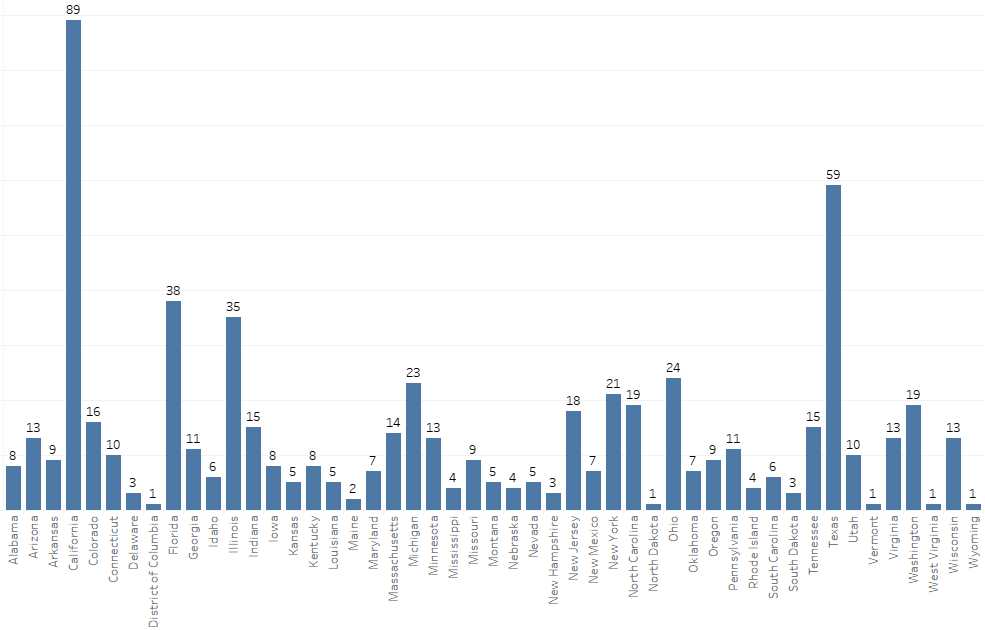 89
59
38
35
24
23
21
19
19
18
16
15
15
14
13
13
13
13
11
11
10
10
9
9
9
8
8
8
7
7
7
6
6
5
5
5
5
4
4
4
3
3
3
2
1
1
1
1
1
Alabama
Arizona
Arkansas
California
Colorado
Connecticut
Delaware
District of Columbia
Florida
Georgia
Idaho
Illinois
Indiana
Iowa
Kansas
Kentucky
Louisiana
Maine
Maryland
Massachusetts
Michigan
Minnesota
Mississippi
Missouri
Montana
Nebraska
Nevada
New Hampshire
New Jersey
New Mexico
New York
North Carolina
North Dakota
Ohio
Oklahoma
Oregon
Pennsylvania
Rhode Island
South Carolina
South Dakota
Tennessee
Texas
Utah
Vermont
Virginia
Washington
West Virginia
Wisconsin
Wyoming